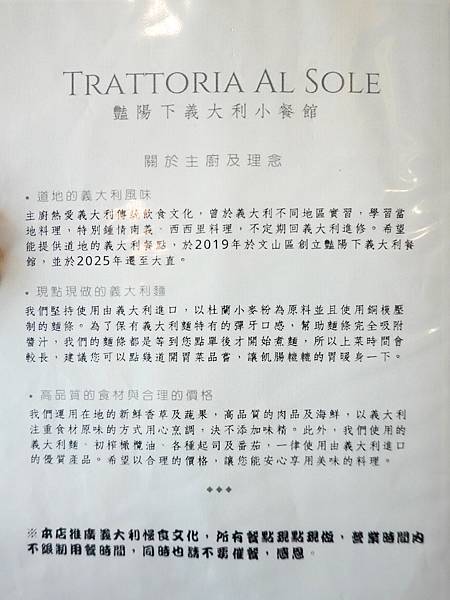 TRATTORIA AL SOLE
豔陽下義大利小餐館
關於主廚及理念
• 道地的義大利風味
主廚熱愛義大利傳統飲食文化，曾於義大利不同地區實習，學習當
地料理，特別鍾情南義、西西里料理，不定期回義大利進修。希望
能提供道地的義大利餐點，於2019年於文山區創立豔陽下義大利餐
館，並於2025年遷至大直。
• 現點現做的義大利麵
我們堅持使用由義大利進口，以杜蘭小麥粉為原料並且使用銅模壓
制的麵條。為了保有義大利麵特有的彈牙口感，幫助麵條完全吸附
醬汁，我們的麵條都是等到您點單後才開始煮麵，所以上菜時間會
較長，建議您可以點幾道開胃菜品嘗，讓飢腸轆轆的胃暖身一下。
• 高品質的食材與合理的價格
我們運用在地的新鮮香草及蔬果，高品質的肉品及海鮮，以義大利
注重食材原味的方式用心烹調，決不添加味精。此外，我們使用的
義大利麵、初榨橄欖油、各種起司及番茄，一律使用由義大利進口
的優質產品。希望以合理的價格，讓您能安心享用美味的料理。
※本店推廣義大利慢食文化，所有餐點現點現做，營業時間內
不限制用餐時間，同時也請不要催餐，感恩。